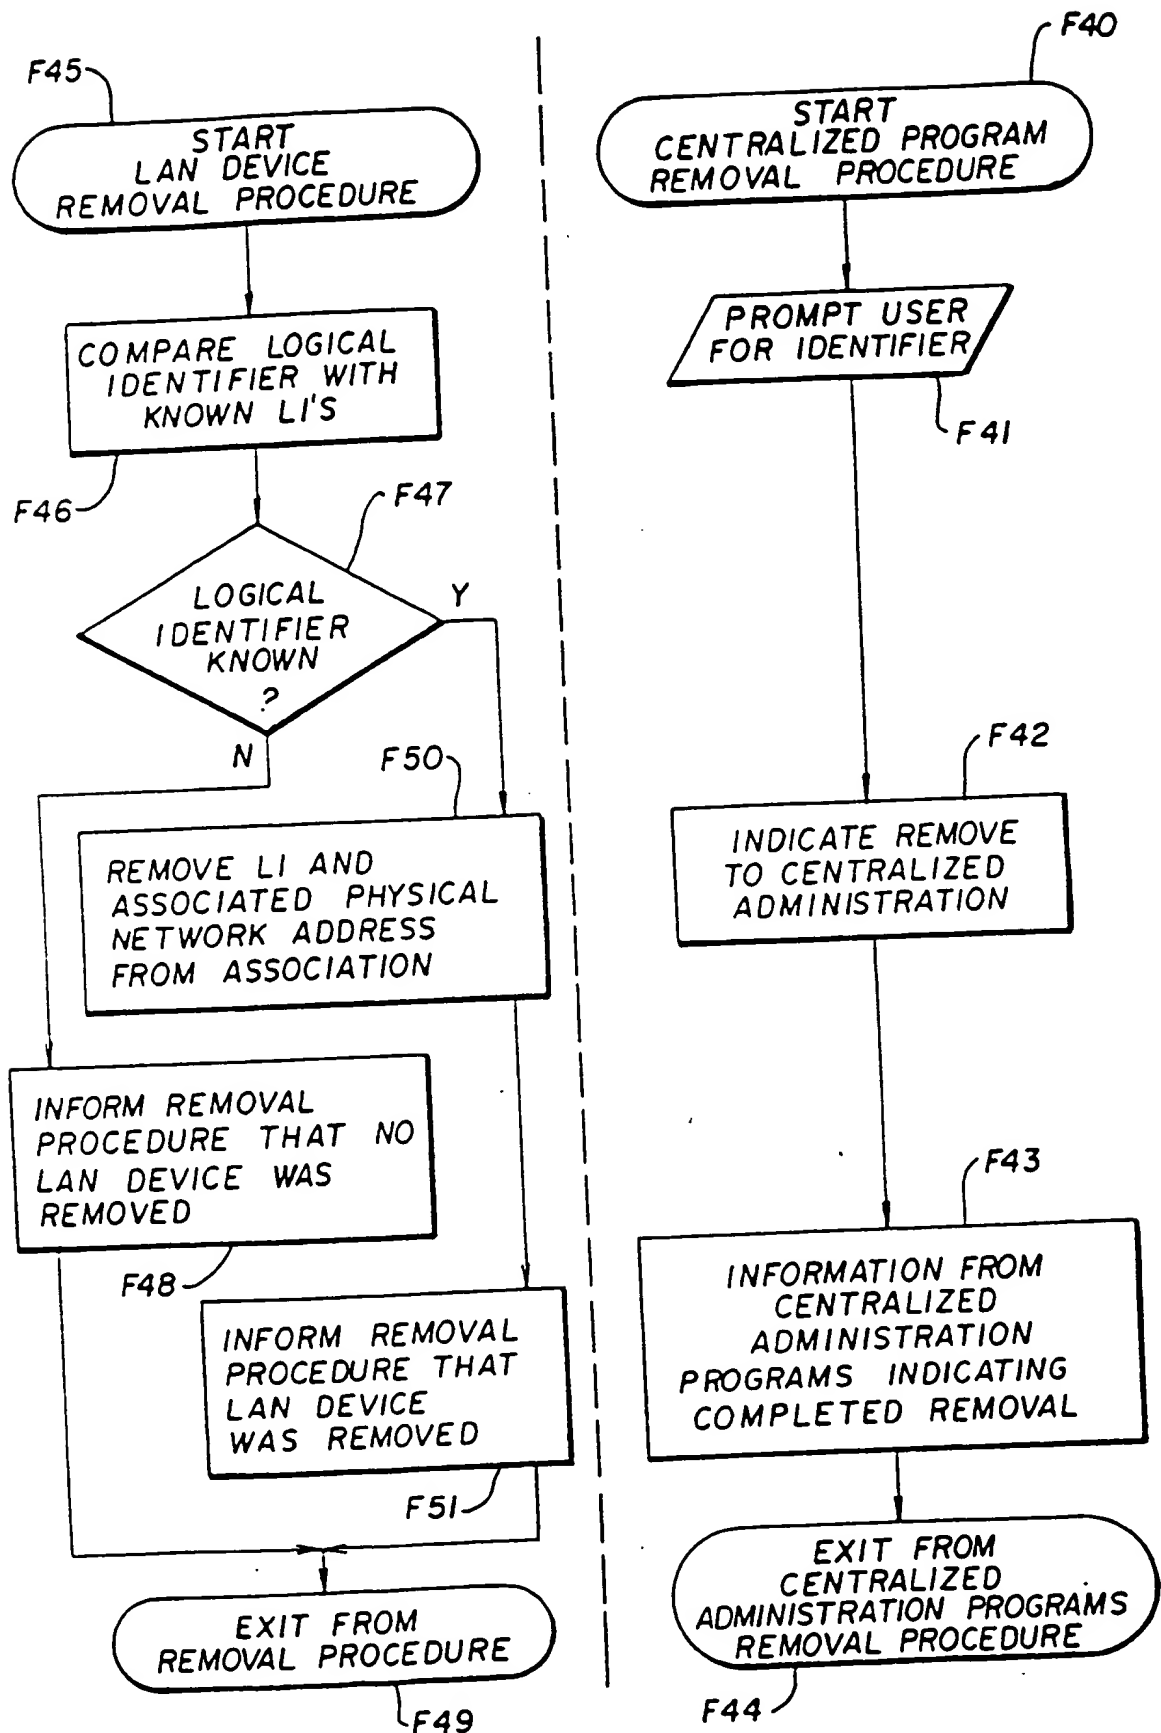 F45
START
LAN DEVICE
REMOVAL PROCEDURE
COMPARE LOGICAL
IDENTIFIER WITH
KNOWN LI'S
F46
F47
LOGICAL
IDENTIFIER
KNOWN
?
Y
N
F50
REMOVE LI AND
ASSOCIATED PHYSICAL
NETWORK ADDRESS
FROM ASSOCIATION
INFORM REMOVAL
PROCEDURE THAT NO
LAN DEVICE WAS
REMOVED
F48
INFORM REMOVAL
PROCEDURE THAT
LAN DEVICE
WAS REMOVED
F51
EXIT FROM
REMOVAL PROCEDURE
F49
F40
START
CENTRALIZED PROGRAM
REMOVAL PROCEDURE
PROMPT USER
FOR IDENTIFIER
F41
F42
INDICATE REMOVE
TO CENTRALIZED
ADMINISTRATION
F43
INFORMATION FROM
CENTRALIZED
ADMINISTRATION
PROGRAMS INDICATING
COMPLETED REMOVAL
EXIT FROM
CENTRALIZED
ADMINISTRATION PROGRAMS
REMOVAL PROCEDURE
F44